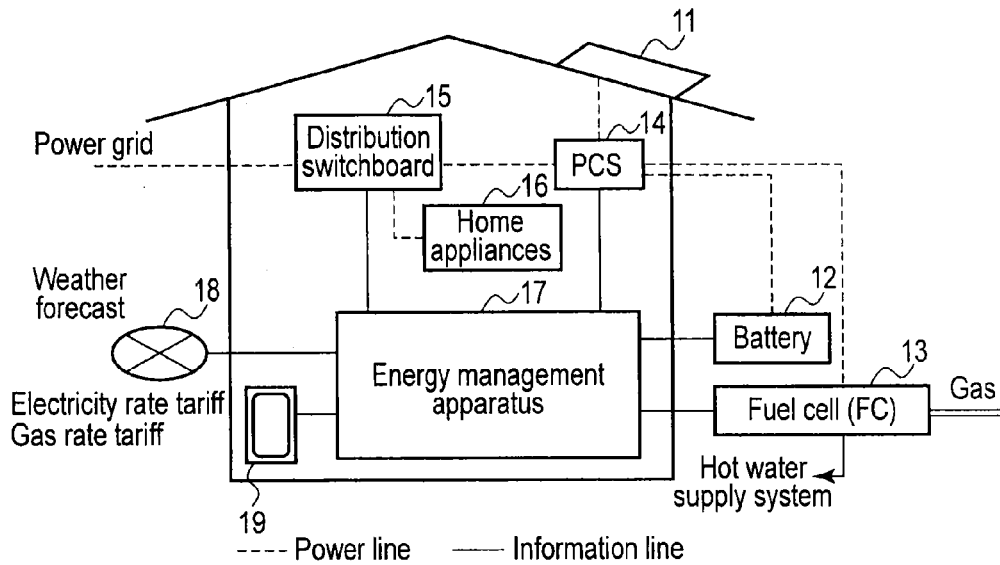 11
15
14
Power grid
Distribution
switchboard
PCS
16
Home
appliances
Weather
forecast
18
17
12
Battery
Energy management
apparatus
13
Electricity rate tariff
Gas rate tariff
Fuel cell (FC)
Gas
Hot water
supply system
19
Power line
Information line